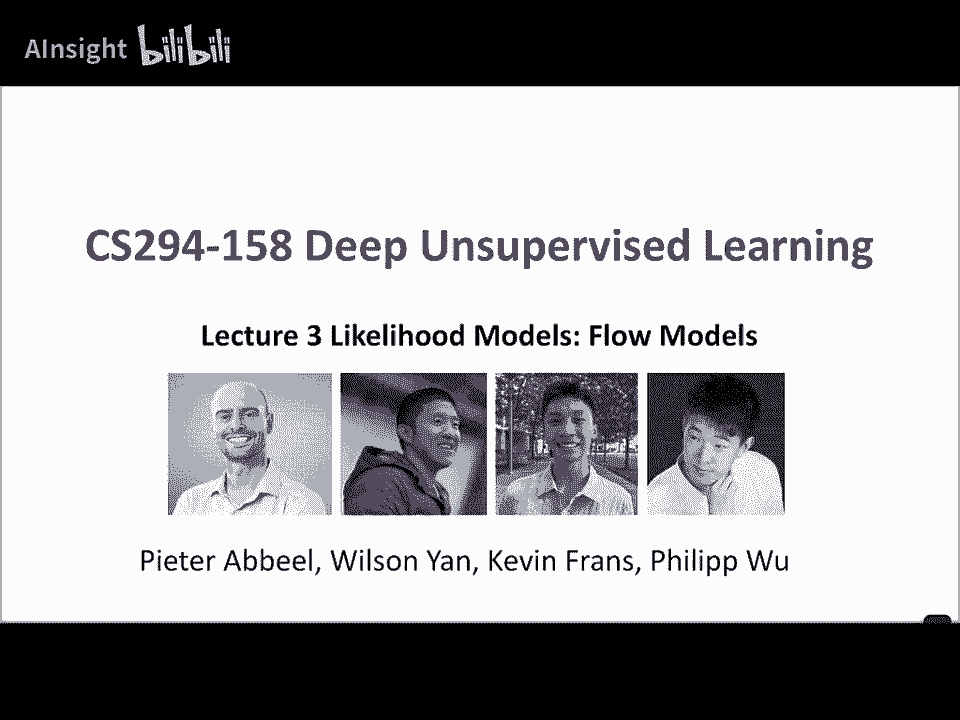 AInsight bilibili
CS294-158 Deep Unsupervised Learning
Lecture 3 Likelihood Models: Flow Models
Pieter Abbeel, Wilson Yan, Kevin Frans, Philipp Wu